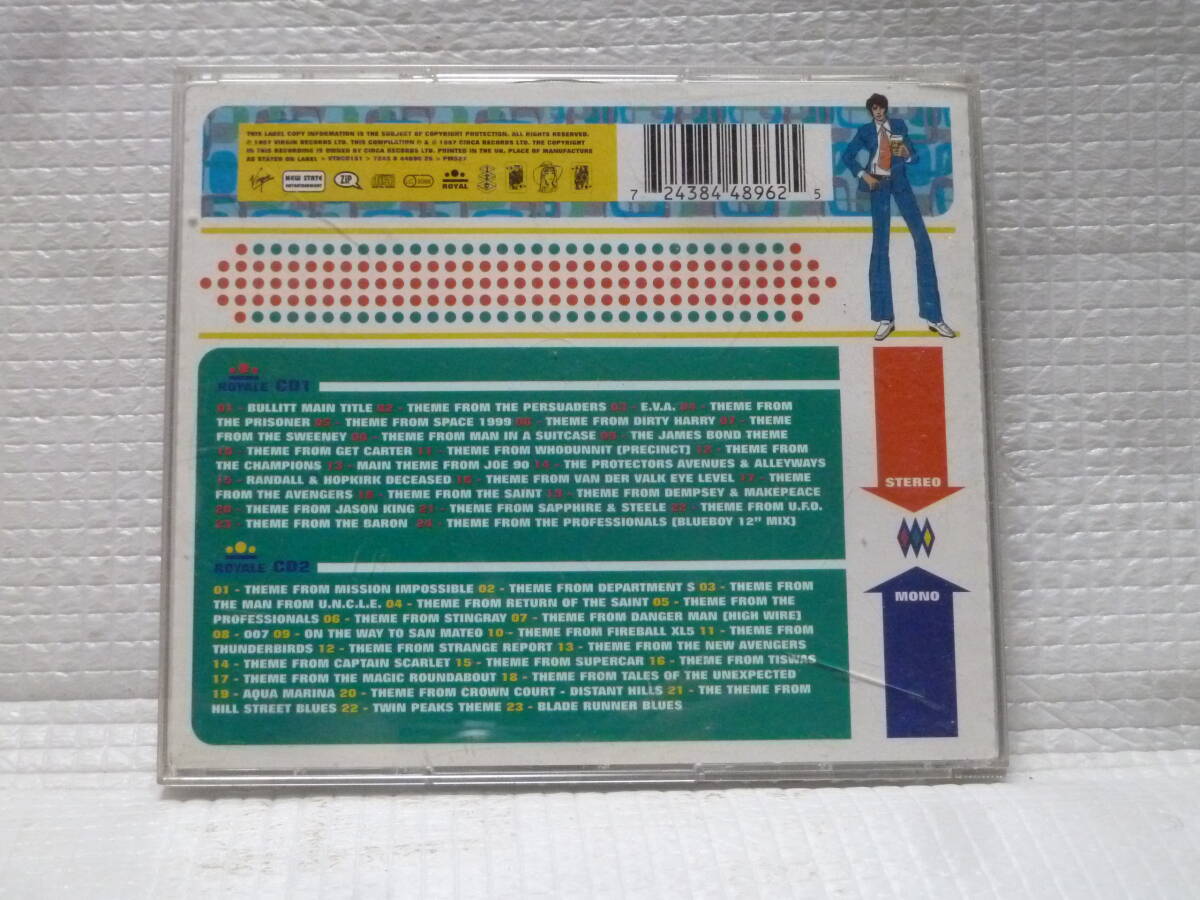 THIS LABEL COPY INFORMATION IS THE SUBJECT OF COPYRIGHT PROTECTION. ALL RIGHTS RESERVED.
℗ 1997 VIRGIN RECORDS LTD. THIS COMPILATION ℗ & © 1997 CIRCA RECORDS LTD. THE COPYRIGHT
IN THIS RECORDING IS OWNED BY CIRCA RECORDS LTD. PRINTED IN THE UK. PLACE OF MANUFACTURE
AS STATED ON LABEL > VTDCD151 > 7243 8 44896 25 > PM527
Virgin NEW STATE ENTERTAINMENT ZIP ROYAL
7 24384 48962 5
ROYALE CD1
01 - BULLITT MAIN TITLE 02 - THEME FROM THE PERSUADERS 03 - E.V.A. 04 - THEME FROM
THE PRISONER 05 - THEME FROM SPACE 1999 06 - THEME FROM DIRTY HARRY 07 - THEME
FROM THE SWEENEY 08 - THEME FROM MAN IN A SUITCASE 09 - THE JAMES BOND THEME
10 - THEME FROM GET CARTER 11 - THEME FROM WHODUNNIT (PRECINCT) 12 - THEME FROM
THE CHAMPIONS 13 - MAIN THEME FROM JOE 90 14 - THE PROTECTORS AVENUES & ALLEYWAYS
15 - RANDALL & HOPKIRK DECEASED 16 - THEME FROM VAN DER VALK EYE LEVEL 17 - THEME
FROM THE AVENGERS 18 - THEME FROM THE SAINT 19 - THEME FROM DEMPSEY & MAKEPEACE
20 - THEME FROM JASON KING 21 - THEME FROM SAPPHIRE & STEELE 22 - THEME FROM U.F.O.
23 - THEME FROM THE BARON 24 - THEME FROM THE PROFESSIONALS (BLUEBOY 12" MIX)
STEREO
ROYALE CD2
01 - THEME FROM MISSION IMPOSSIBLE 02 - THEME FROM DEPARTMENT S 03 - THEME FROM
THE MAN FROM U.N.C.L.E. 04 - THEME FROM RETURN OF THE SAINT 05 - THEME FROM THE
PROFESSIONALS 06 - THEME FROM STINGRAY 07 - THEME FROM DANGER MAN (HIGH WIRE)
08 - 007 09 - ON THE WAY TO SAN MATEO 10 - THEME FROM FIREBALL XL5 11 - THEME FROM
THUNDERBIRDS 12 - THEME FROM STRANGE REPORT 13 - THEME FROM THE NEW AVENGERS
14 - THEME FROM CAPTAIN SCARLET 15 - THEME FROM SUPERCAR 16 - THEME FROM TISWAS
17 - THEME FROM THE MAGIC ROUNDABOUT 18 - THEME FROM TALES OF THE UNEXPECTED
19 - AQUA MARINA 20 - THEME FROM CROWN COURT - DISTANT HILLS 21 - THE THEME FROM
HILL STREET BLUES 22 - TWIN PEAKS THEME 23 - BLADE RUNNER BLUES
MONO